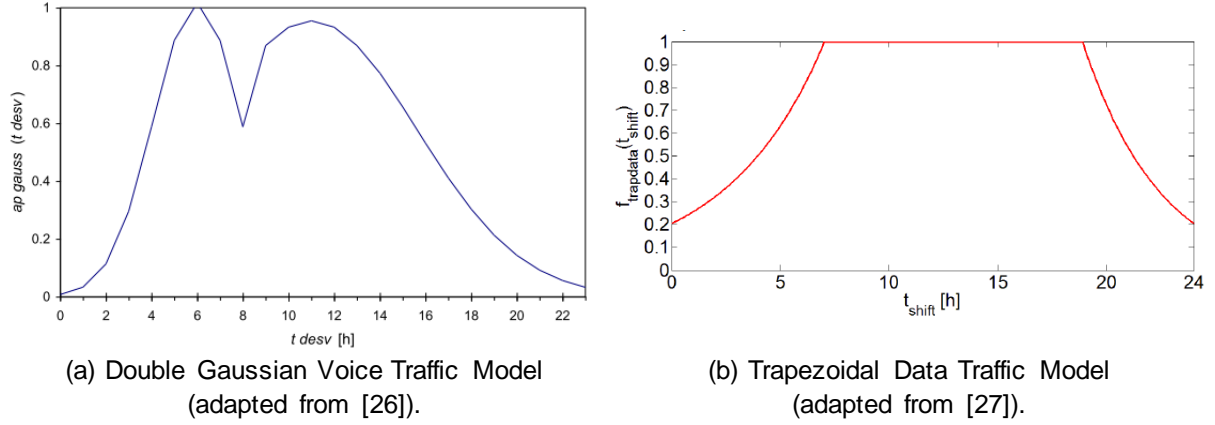 1
0.8
0.6
0.4
0.2
0
ap gauss (t desv)
0 2 4 6 8 10 12 14 16 18 20 22
t desv [h]
(a) Double Gaussian Voice Traffic Model
(adapted from [26]).
1
0.9
0.8
0.7
0.6
0.5
0.4
0.3
0.2
0.1
0
f_trapdata(t_shift)
0 5 10 15 20 24
t_shift [h]
(b) Trapezoidal Data Traffic Model
(adapted from [27]).